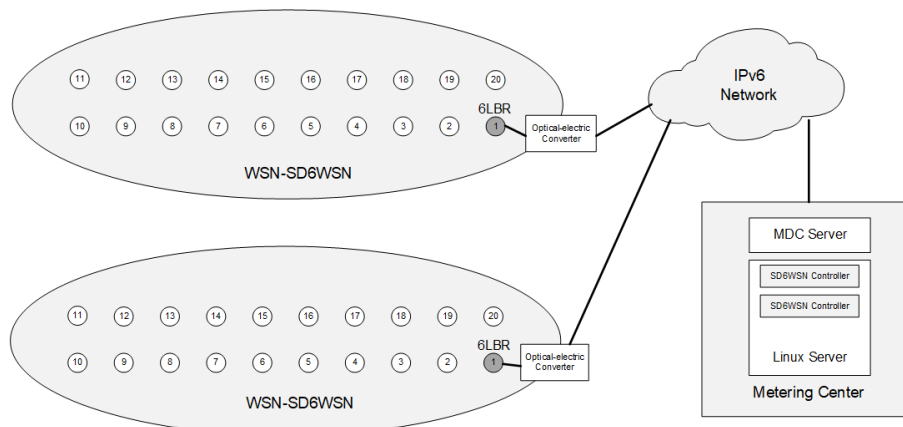 11 12 13 14 15 16 17 18 19 20
6LBR
10 9 8 7 6 5 4 3 2 1
Optical-electric
Converter
WSN-SD6WSN
IPv6
Network
11 12 13 14 15 16 17 18 19 20
6LBR
10 9 8 7 6 5 4 3 2 1
Optical-electric
Converter
WSN-SD6WSN
MDC Server
SD6WSN Controller
SD6WSN Controller
Linux Server
Metering Center